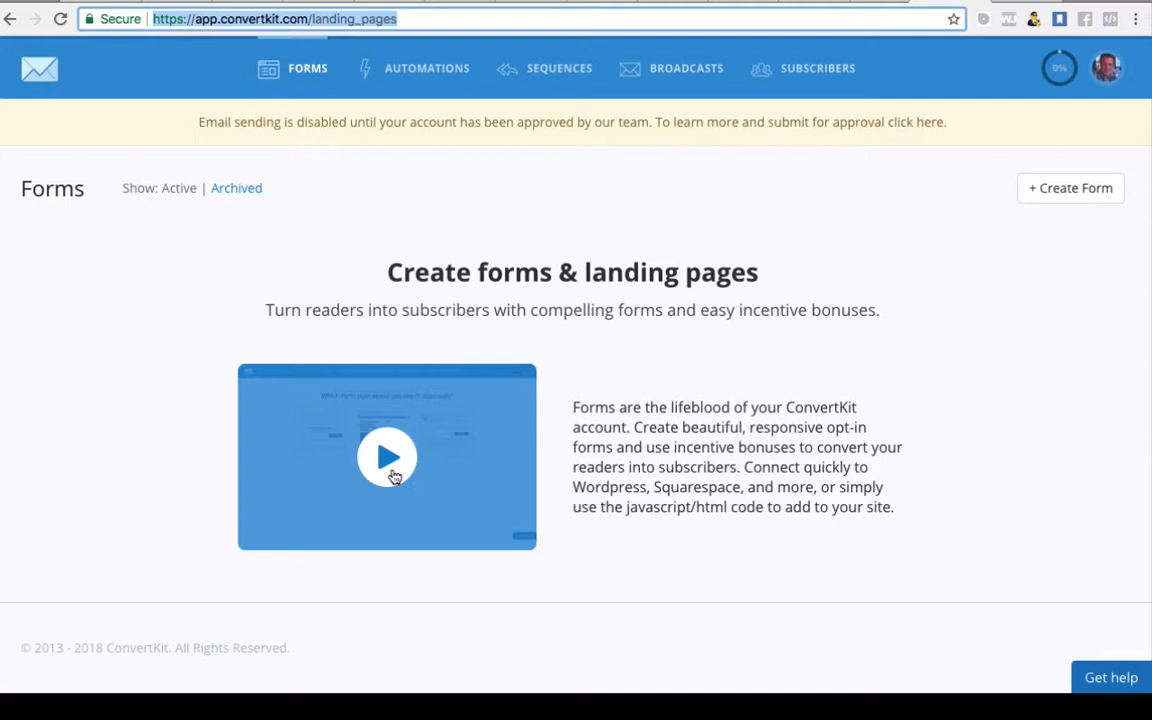 Secure
https://app.convertkit.com/landing_pages
FORMS
AUTOMATIONS
SEQUENCES
BROADCASTS
SUBSCRIBERS
0%
Email sending is disabled until your account has been approved by our team. To learn more and submit for approval click here.
Forms
Show: Active | Archived
+ Create Form
Create forms & landing pages
Turn readers into subscribers with compelling forms and easy incentive bonuses.
Forms are the lifeblood of your ConvertKit
account. Create beautiful, responsive opt-in
forms and use incentive bonuses to convert your
readers into subscribers. Connect quickly to
Wordpress, Squarespace, and more, or simply
use the javascript/html code to add to your site.
© 2013 - 2018 ConvertKit. All Rights Reserved.
Get help